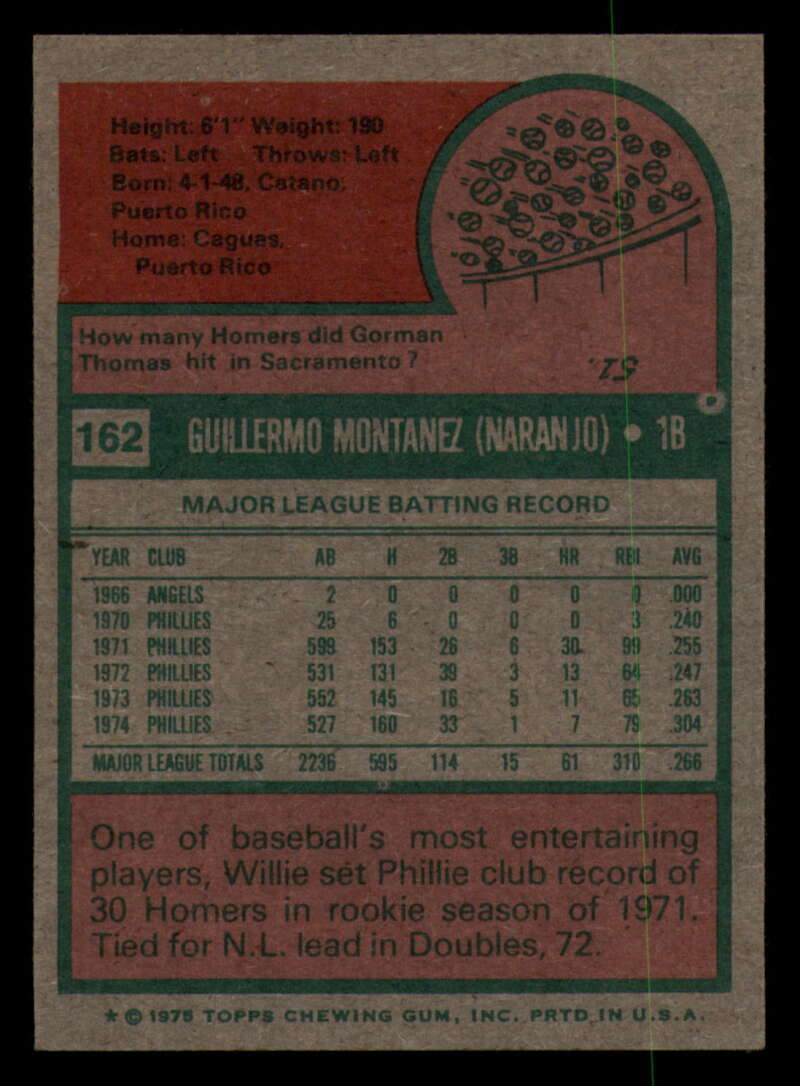 Height: 6'1" Weight: 190
Bats: Left Throws: Left
Born: 4-1-48, Catano,
Puerto Rico
Home: Caguas,
Puerto Rico
How many Homers did Gorman
Thomas hit in Sacramento?
51.
162 GUILLERMO MONTANEZ (NARANJO) • 1B
MAJOR LEAGUE BATTING RECORD
YEAR CLUB AB H 2B 3B HR RBI AVG
1966 ANGELS 2 0 0 0 0 0 .000
1970 PHILLIES 25 6 0 0 0 3 .240
1971 PHILLIES 599 153 26 6 30 99 .255
1972 PHILLIES 531 131 39 3 13 64 .247
1973 PHILLIES 552 145 16 5 11 65 .263
1974 PHILLIES 527 160 33 1 7 79 .304
MAJOR LEAGUE TOTALS 2236 595 114 15 61 310 .266
One of baseball's most entertaining
players, Willie set Phillie club record of
30 Homers in rookie season of 1971.
Tied for N.L. lead in Doubles, 72.
★ © 1975 TOPPS CHEWING GUM, INC. PRTD. IN U.S.A.